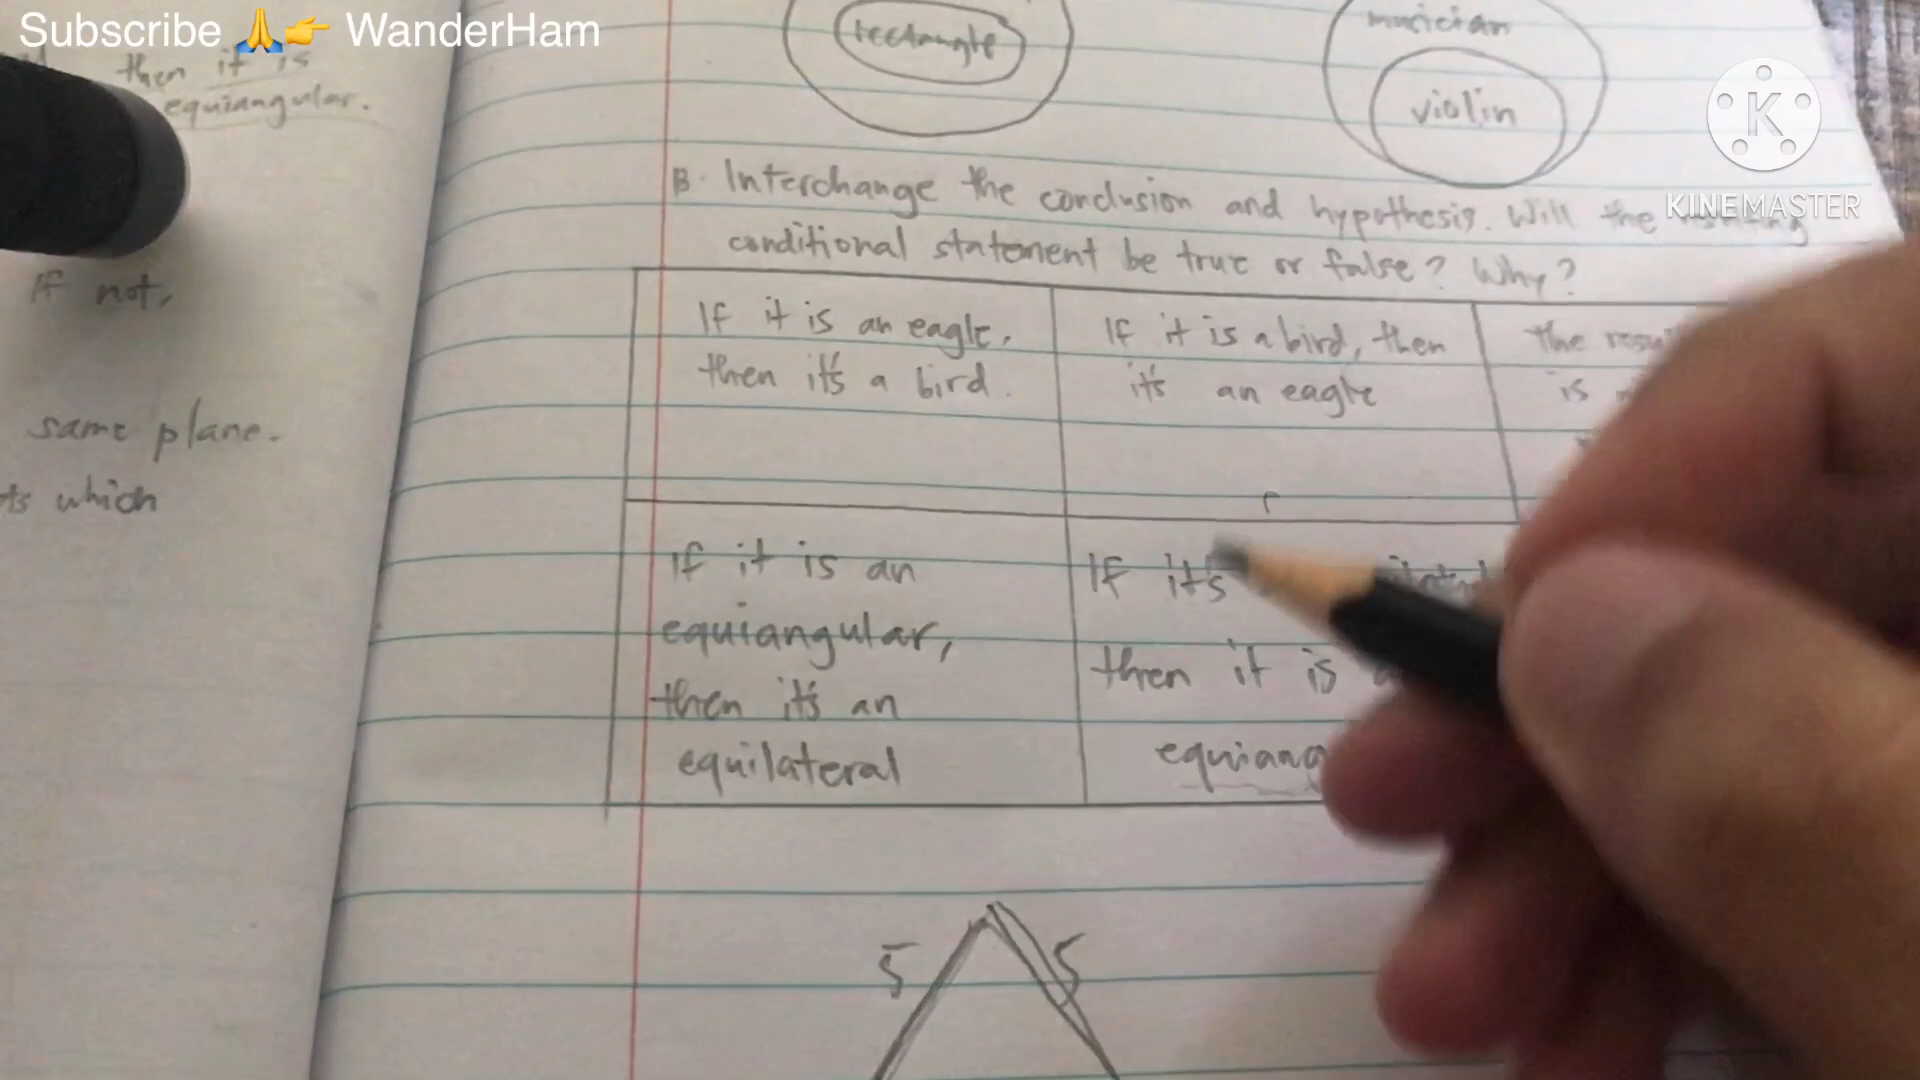 Subscribe 🙏👉 WanderHam
then it is
equiangular.
If not,
same plane.
which
rectangle
musician
violin
K
KINEMASTER
B. Interchange the conclusion and hypothesis. Will the resulting
conditional statement be true or false? Why?
If it is an eagle,
then it's a bird.
If it is a bird, then
it's an eagle
The
is
If it is an
equiangular,
then it's an
equilateral
If it's
then it is
equiang
5
5